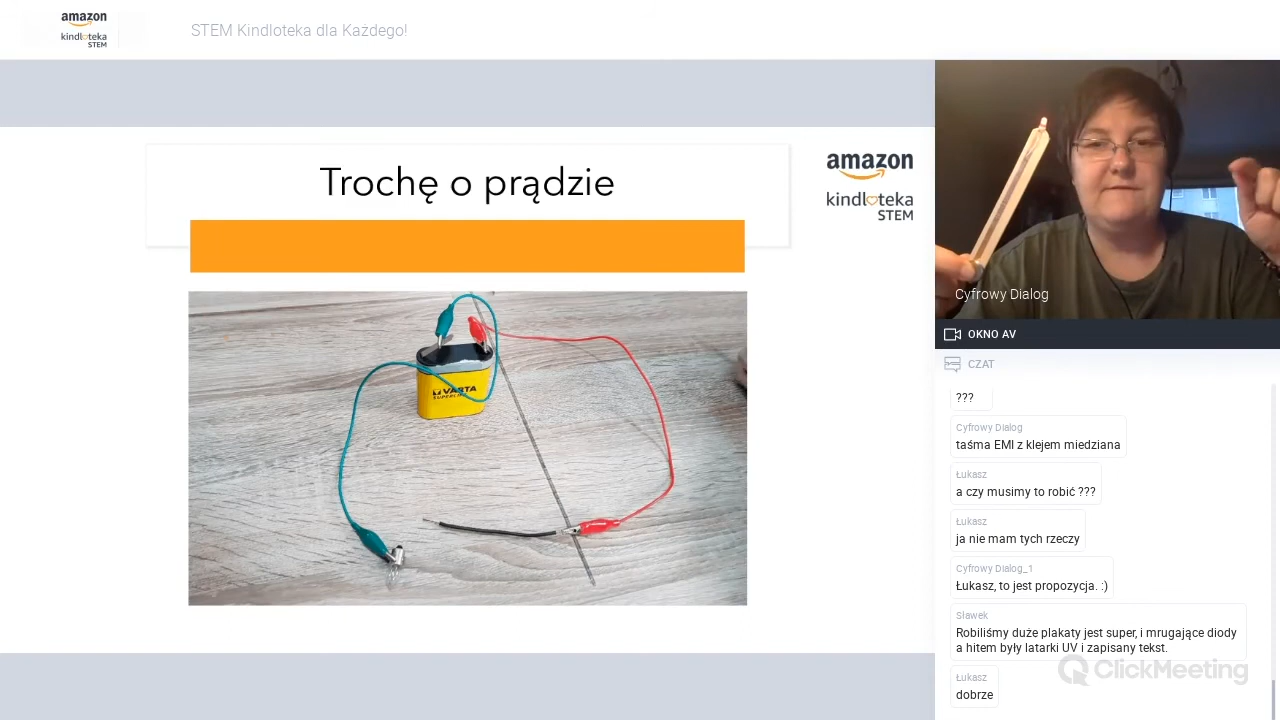 amazon
kindloteka
STEM
STEM Kindloteka dla Każdego!
Trochę o prądzie
amazon
kindloteka
STEM
VARTA
SUPERLIFE
Cyfrowy Dialog
OKNO AV
CZAT
???
Cyfrowy Dialog
taśma EMI z klejem miedziana
Łukasz
a czy musimy to robić ???
Łukasz
ja nie mam tych rzeczy
Cyfrowy Dialog_1
Łukasz, to jest propozycja. :)
Sławek
Robiliśmy duże plakaty jest super, i mrugające diody
a hitem były latarki UV i zapisany tekst.
ClickMeeting
Łukasz
dobrze